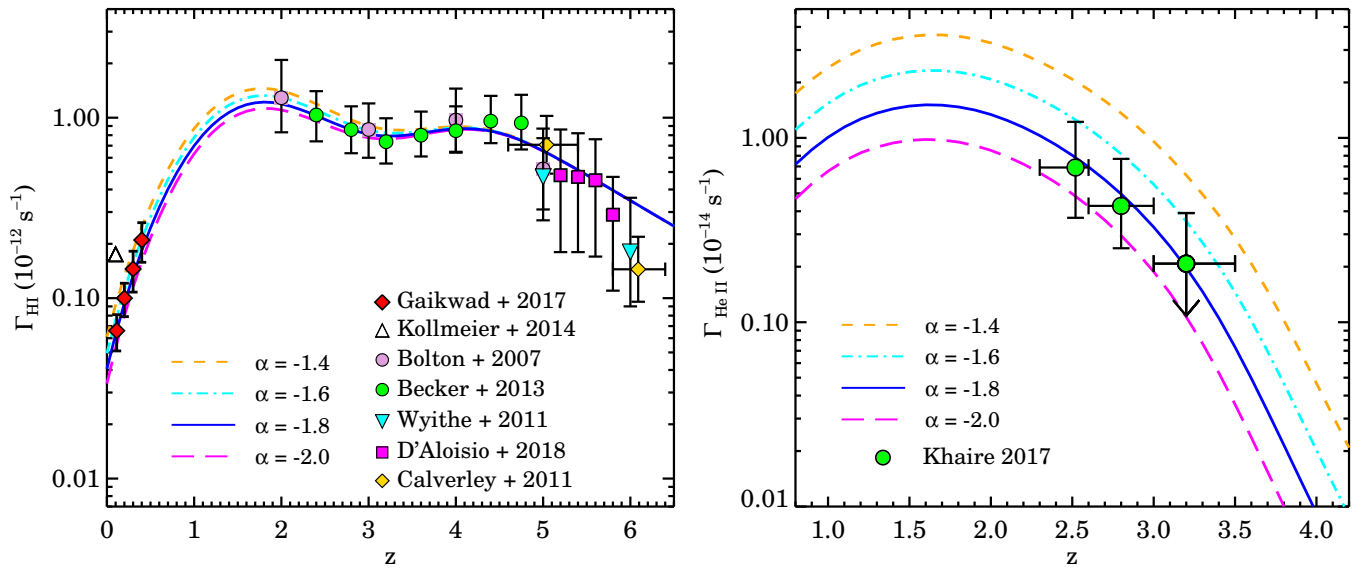 Γ_HI (10⁻¹² s⁻¹)
1.00
0.10
0.01
0 1 2 3 4 5 6
z
α = -1.4
α = -1.6
α = -1.8
α = -2.0
Gaikwad + 2017
Kollmeier + 2014
Bolton + 2007
Becker + 2013
Wyithe + 2011
D'Aloisio + 2018
Calverley + 2011
Γ_He II (10⁻¹⁴ s⁻¹)
1.00
0.10
0.01
1.0 1.5 2.0 2.5 3.0 3.5 4.0
z
α = -1.4
α = -1.6
α = -1.8
α = -2.0
Khaire 2017